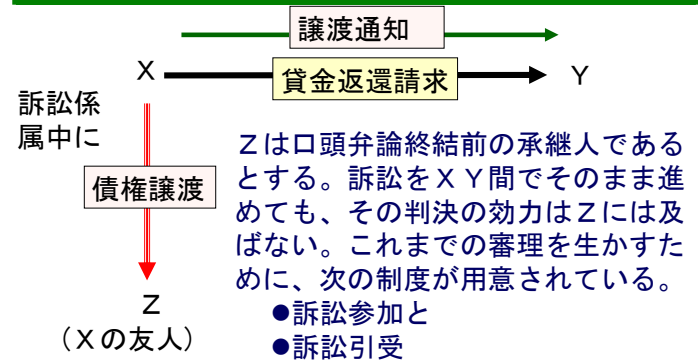 譲渡通知
X
貸金返還請求
Y
訴訟係
属中に
債権譲渡
Zは口頭弁論終結前の承継人である
とする。訴訟をXY間でそのまま進
めても、その判決の効力はZには及
ばない。これまでの審理を生かすた
めに、次の制度が用意されている。
●訴訟参加と
●訴訟引受
Z
(Xの友人)